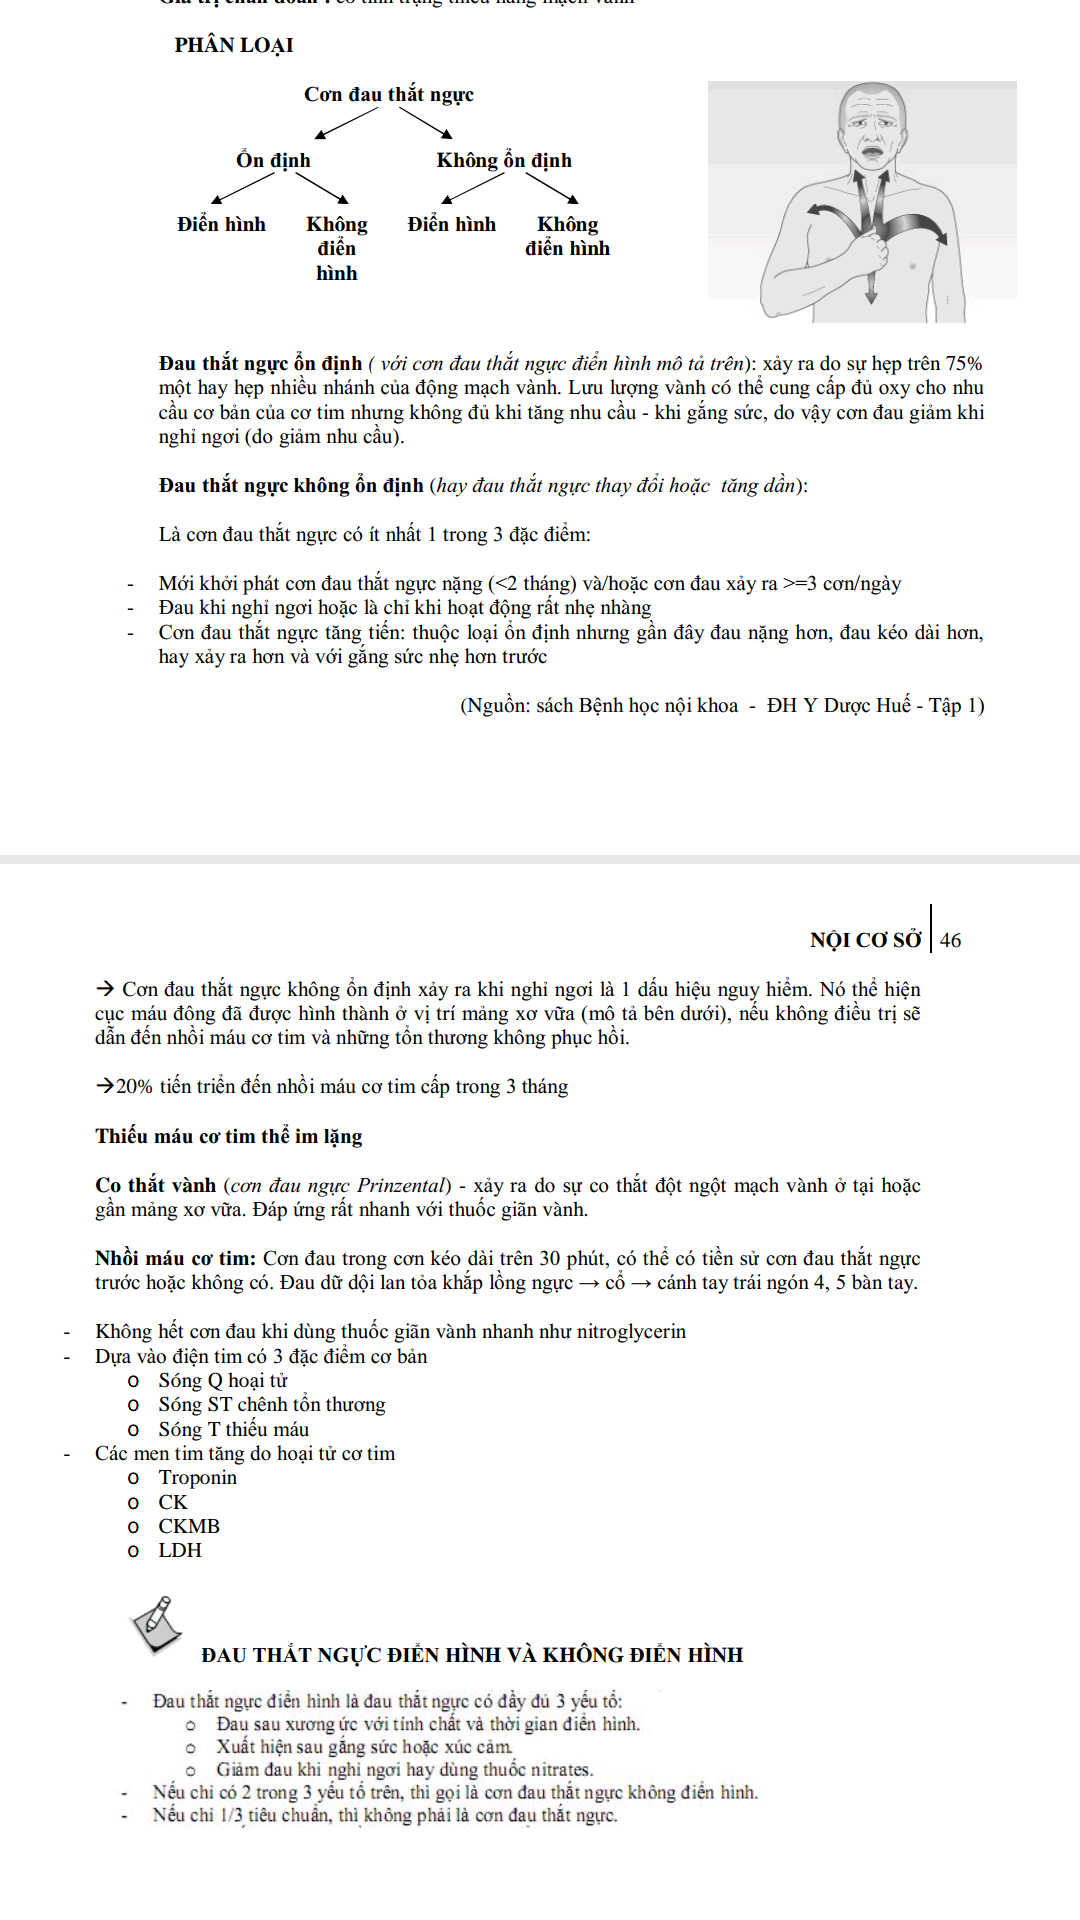 PHÂN LOẠI
Cơn đau thắt ngực
Ổn định Không ổn định
Điển hình Không Điển hình Không
điển điển hình
hình
Đau thắt ngực ổn định ( với cơn đau thắt ngực điển hình mô tả trên): xảy ra do sự hẹp trên 75%
một hay hẹp nhiều nhánh của động mạch vành. Lưu lượng vành có thể cung cấp đủ oxy cho nhu
cầu cơ bản của cơ tim nhưng không đủ khi tăng nhu cầu - khi gắng sức, do vậy cơn đau giảm khi
nghỉ ngơi (do giảm nhu cầu).
Đau thắt ngực không ổn định (hay đau thắt ngực thay đổi hoặc tăng dần):
Là cơn đau thắt ngực có ít nhất 1 trong 3 đặc điểm:
- Mới khởi phát cơn đau thắt ngực nặng (<2 tháng) và/hoặc cơn đau xảy ra >=3 cơn/ngày
- Đau khi nghỉ ngơi hoặc là chỉ khi hoạt động rất nhẹ nhàng
- Cơn đau thắt ngực tăng tiến: thuộc loại ổn định nhưng gần đây đau nặng hơn, đau kéo dài hơn,
hay xảy ra hơn và với gắng sức nhẹ hơn trước
(Nguồn: sách Bệnh học nội khoa - ĐH Y Dược Huế - Tập 1)
NỘI CƠ SỞ 46
→ Cơn đau thắt ngực không ổn định xảy ra khi nghỉ ngơi là 1 dấu hiệu nguy hiểm. Nó thể hiện
cục máu đông đã được hình thành ở vị trí mảng xơ vữa (mô tả bên dưới), nếu không điều trị sẽ
dẫn đến nhồi máu cơ tim và những tổn thương không phục hồi.
→20% tiến triển đến nhồi máu cơ tim cấp trong 3 tháng
Thiếu máu cơ tim thể im lặng
Co thắt vành (cơn đau ngực Prinzental) - xảy ra do sự co thắt đột ngột mạch vành ở tại hoặc
gần mảng xơ vữa. Đáp ứng rất nhanh với thuốc giãn vành.
Nhồi máu cơ tim: Cơn đau trong cơn kéo dài trên 30 phút, có thể có tiền sử cơn đau thắt ngực
trước hoặc không có. Đau dữ dội lan tỏa khắp lồng ngực → cổ → cánh tay trái ngón 4, 5 bàn tay.
- Không hết cơn đau khi dùng thuốc giãn vành nhanh như nitroglycerin
- Dựa vào điện tim có 3 đặc điểm cơ bản
o Sóng Q hoại tử
o Sóng ST chênh tổn thương
o Sóng T thiếu máu
- Các men tim tăng do hoại tử cơ tim
o Troponin
o CK
o CKMB
o LDH
ĐAU THẮT NGỰC ĐIỂN HÌNH VÀ KHÔNG ĐIỂN HÌNH
- Đau thắt ngực điển hình là đau thắt ngực có đầy đủ 3 yếu tố:
o Đau sau xương ức với tính chất và thời gian điển hình.
o Xuất hiện sau gắng sức hoặc xúc cảm.
o Giảm đau khi nghỉ ngơi hay dùng thuốc nitrates.
- Nếu chỉ có 2 trong 3 yếu tố trên, thì gọi là cơn đau thắt ngực không điển hình.
- Nếu chỉ 1/3 tiêu chuẩn, thì không phải là cơn đau thắt ngực.